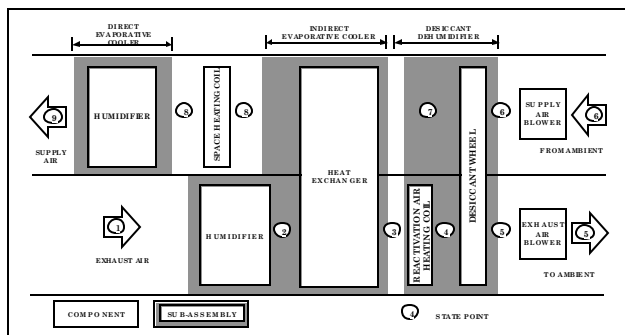 DIRECT
EVAPORATIVE
COOLER
INDIRECT
EVAPORATIVE COOLER
DESICCANT
DEHUMIDIFIER
HUMIDIFIER
SPACE HEATING COIL
HEAT
EXCHANGER
DESICCANT WHEEL
SUPPLY
AIR
BLOWER
9
8
8
7
6
6
SUPPLY
AIR
FROM AMBIENT
1
EXHAUST AIR
HUMIDIFIER
2
3
REACTIVATION AIR
HEATING COIL
4
5
EXHAUST
AIR
BLOWER
5
TO AMBIENT
COMPONENT
SUB-ASSEMBLY
4
STATE POINT